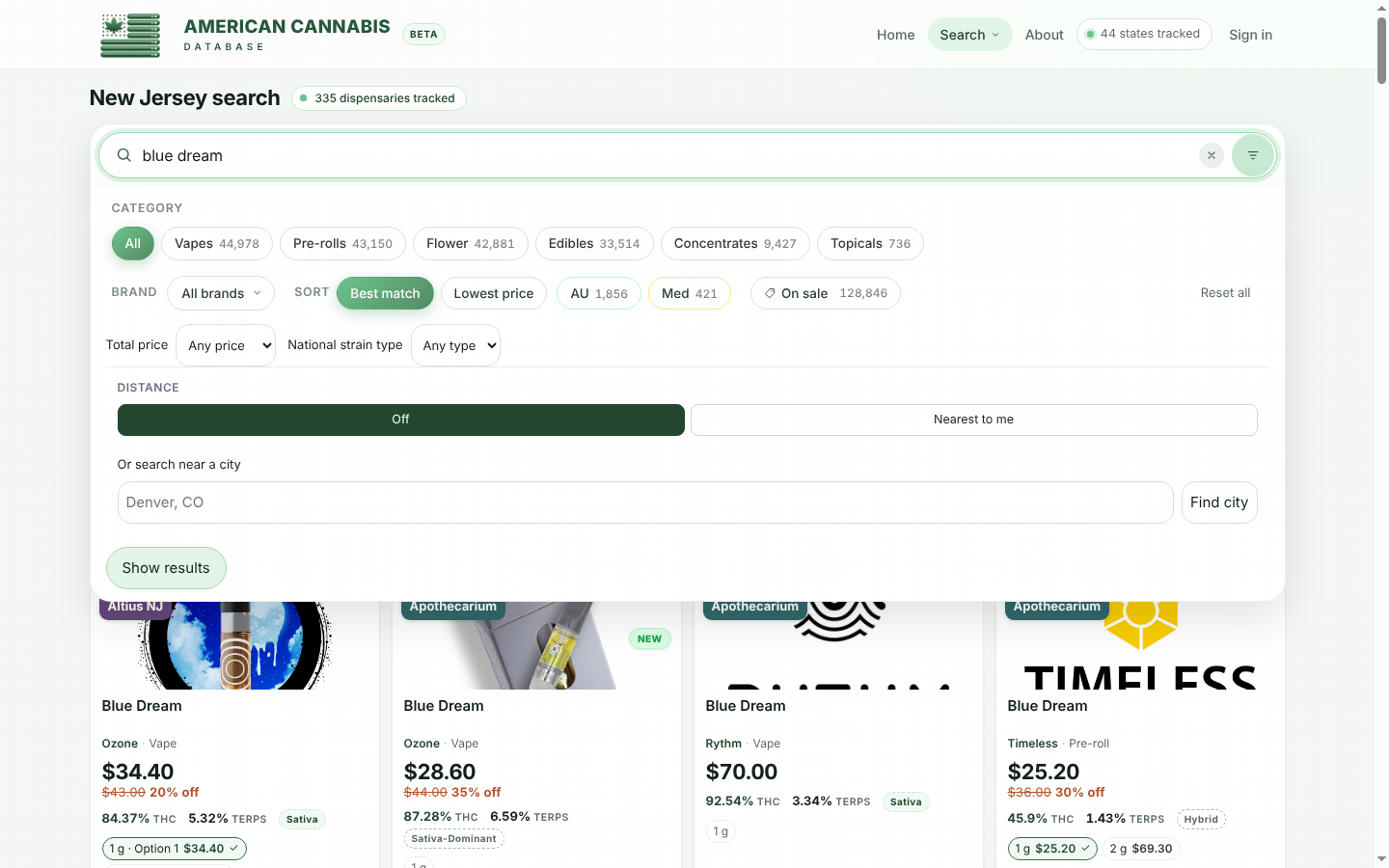 AMERICAN CANNABIS
DATABASE
BETA
Home
Search
About
44 states tracked
Sign in
New Jersey search
335 dispensaries tracked
blue dream
CATEGORY
All
Vapes 44,978
Pre-rolls 43,150
Flower 42,881
Edibles 33,514
Concentrates 9,427
Topicals 736
BRAND
All brands
SORT
Best match
Lowest price
AU 1,856
Med 421
On sale 128,846
Reset all
Total price
Any price
National strain type
Any type
DISTANCE
Off
Nearest to me
Or search near a city
Denver, CO
Find city
Show results
Altius NJ
Apothecarium
NEW
Apothecarium
Apothecarium
TIMELESS
Blue Dream
Ozone · Vape
$34.40
$43.00 20% off
84.37% THC 5.32% TERPS Sativa
1 g · Option 1 $34.40 ✓
Blue Dream
Ozone · Vape
$28.60
$44.00 35% off
87.28% THC 6.59% TERPS
Sativa-Dominant
1 g
Blue Dream
Rythm · Vape
$70.00
92.54% THC 3.34% TERPS Sativa
1 g
Blue Dream
Timeless · Pre-roll
$25.20
$36.00 30% off
45.9% THC 1.43% TERPS Hybrid
1 g $25.20 ✓
2 g $69.30